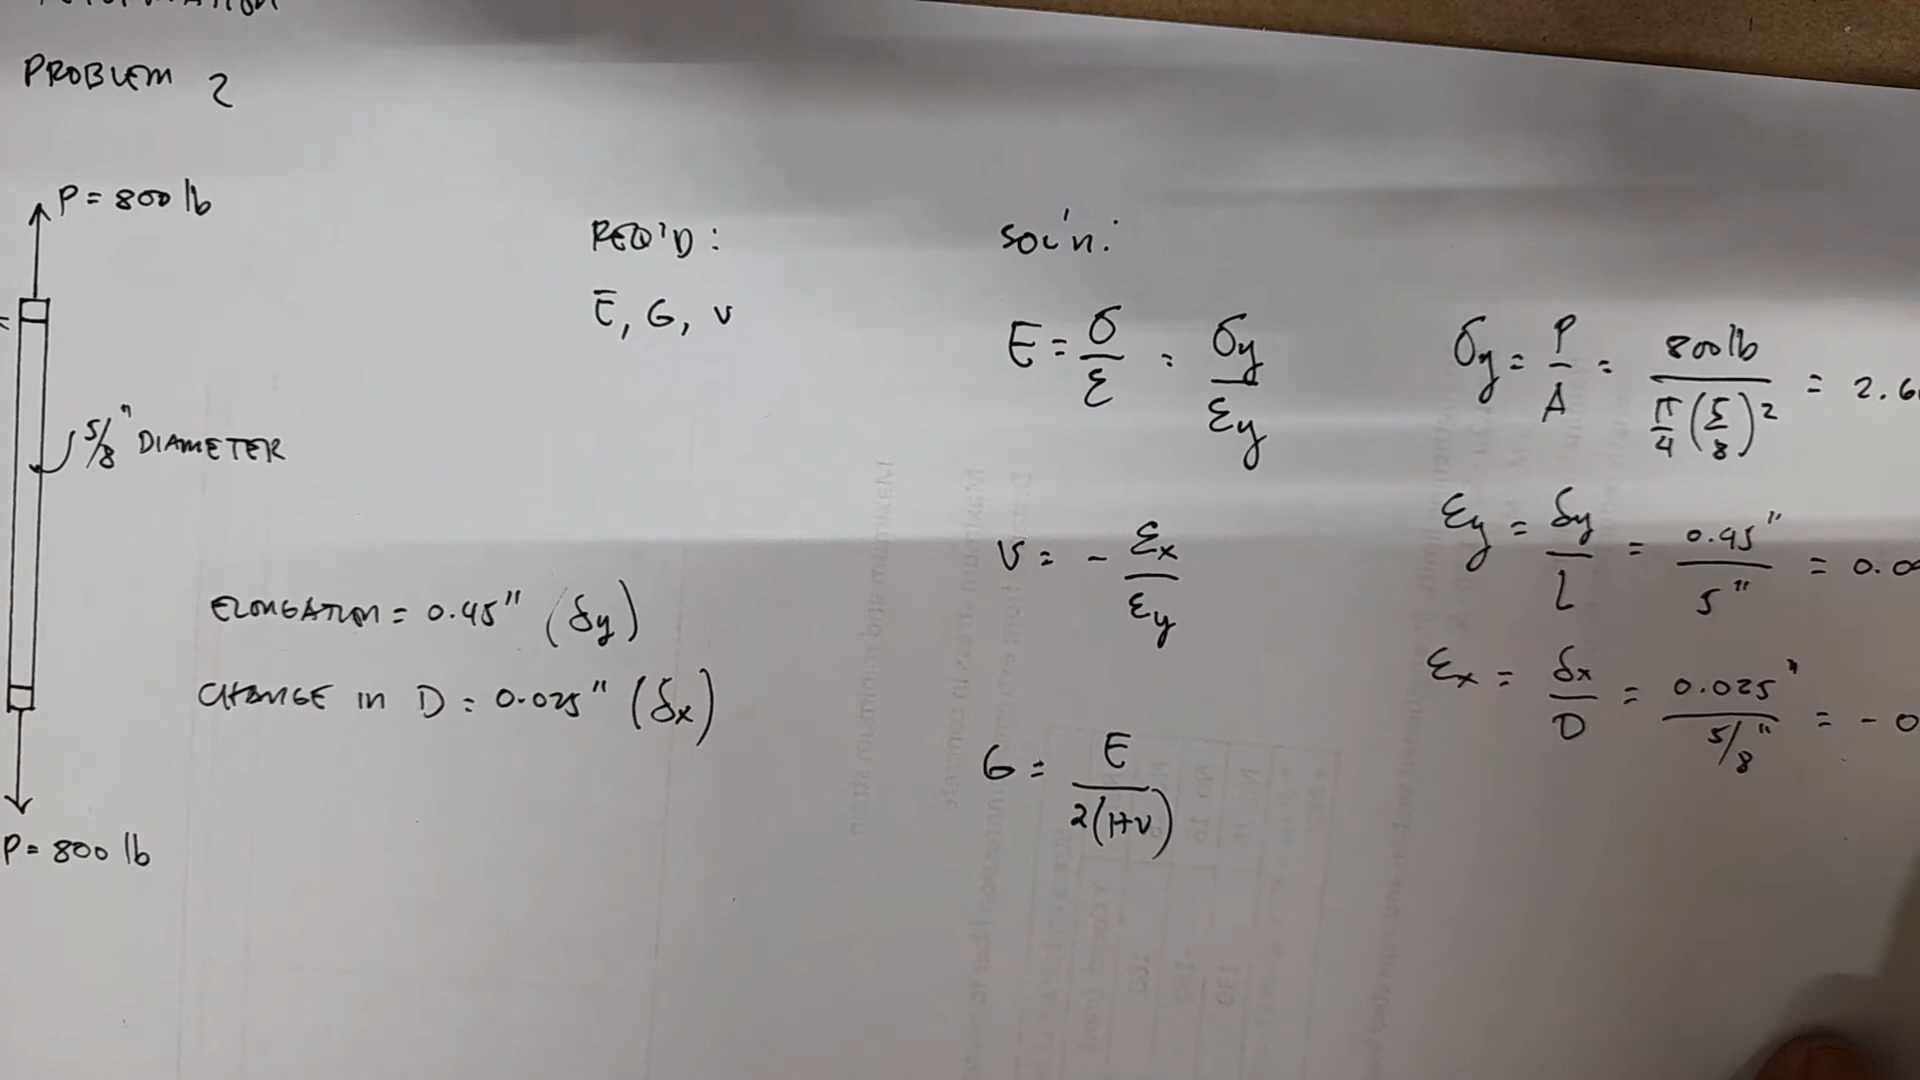 PROBLEM 2
P = 800 lb
5/8" DIAMETER
ELONGATION = 0.45" (δy)
CHANGE IN D = 0.025" (δx)
P = 800 lb
REQ'D :
E, G, ν
SOL'N:
E = σ/ε = σy/εy
ν = - εx/εy
G = E/2(1+ν)
σy = P/A = 800 lb/π/4 (5/8)² = 2.6
εy = δy/L = 0.45"/5" = 0.0
εx = δx/D = 0.025"/5/8" = - 0